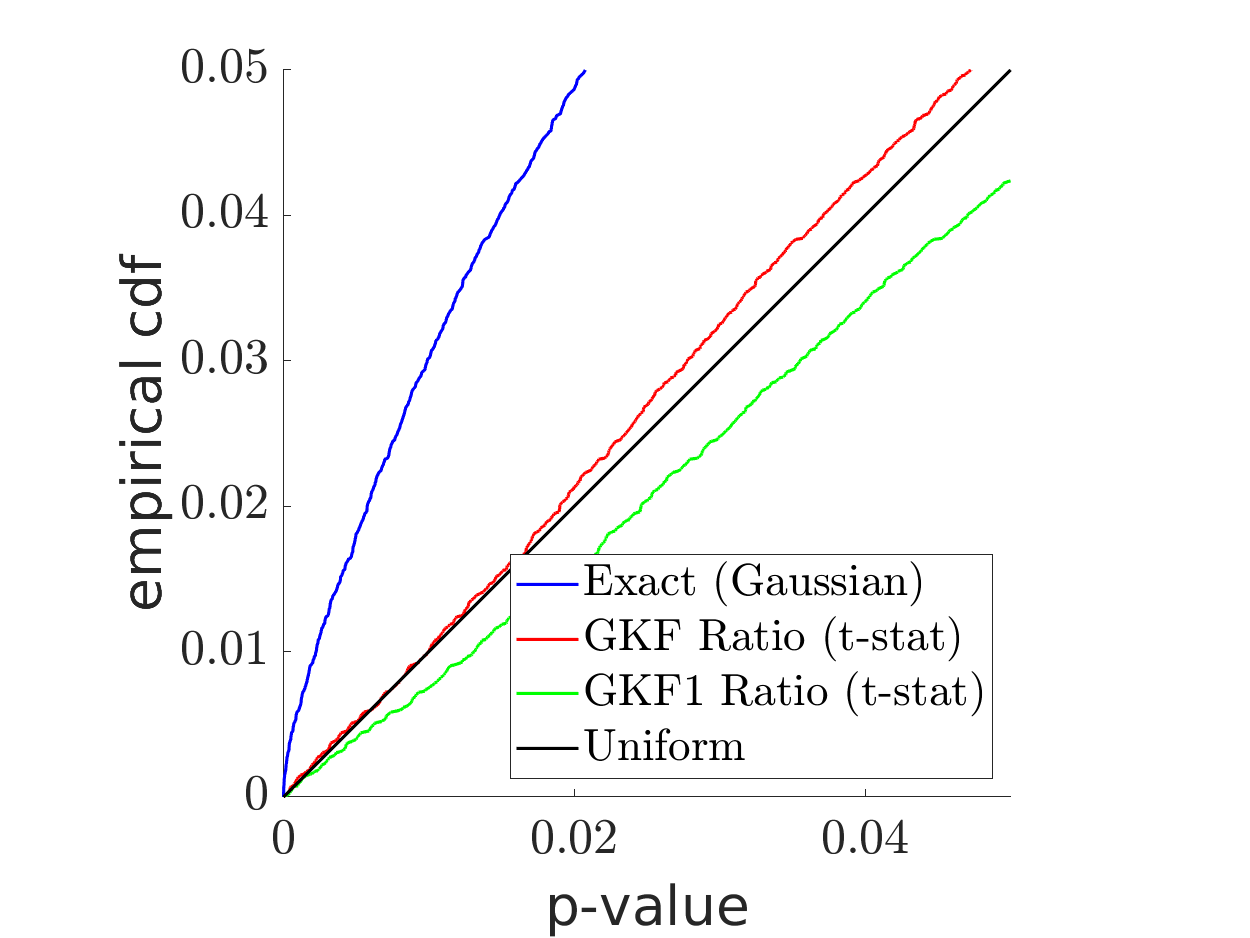 0.05
0.04
0.03
0.02
0.01
0
empirical cdf
Exact (Gaussian)
GKF Ratio (t-stat)
GKF1 Ratio (t-stat)
Uniform
0 0.02 0.04
p-value